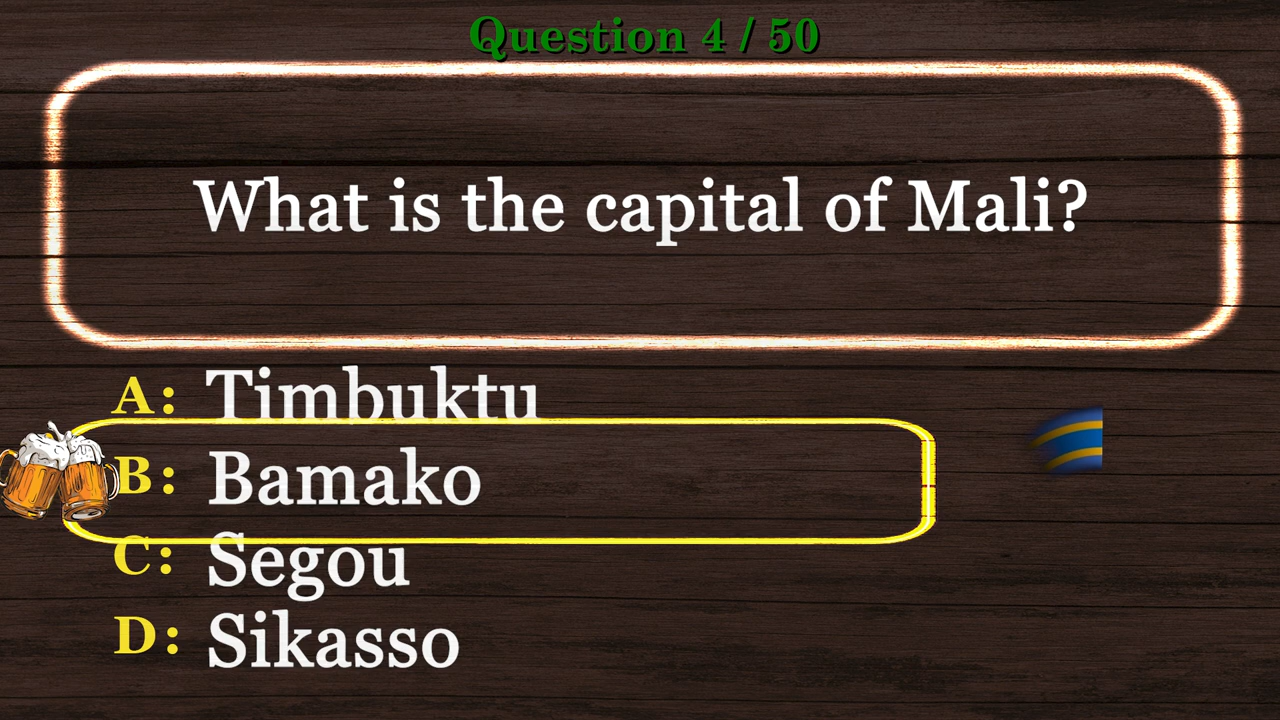 Question 4 / 50
What is the capital of Mali?
A: Timbuktu
B: Bamako
C: Segou
D: Sikasso